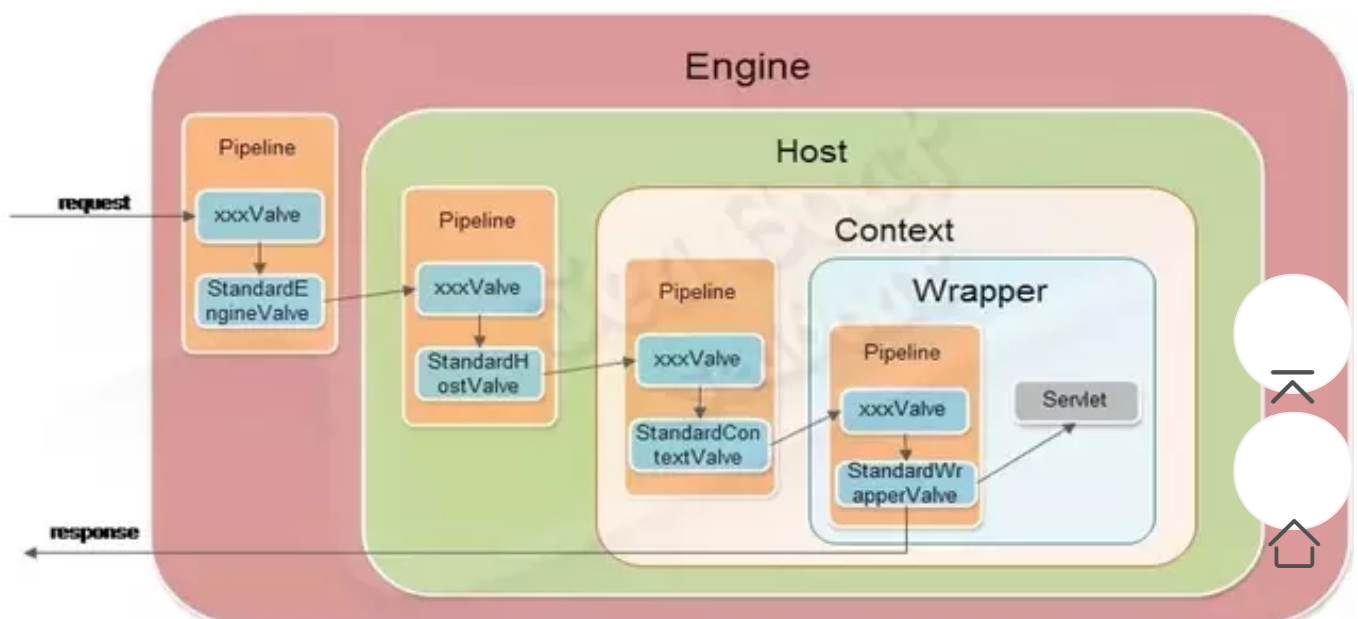 Engine
Pipeline
Host
request
xxxValve
Pipeline
Context
StandardE
ngineValve
xxxValve
Pipeline
Wrapper
StandardH
ostValve
xxxValve
Pipeline
StandardCon
textValve
xxxValve
Servlet
StandardWr
apperValve
response